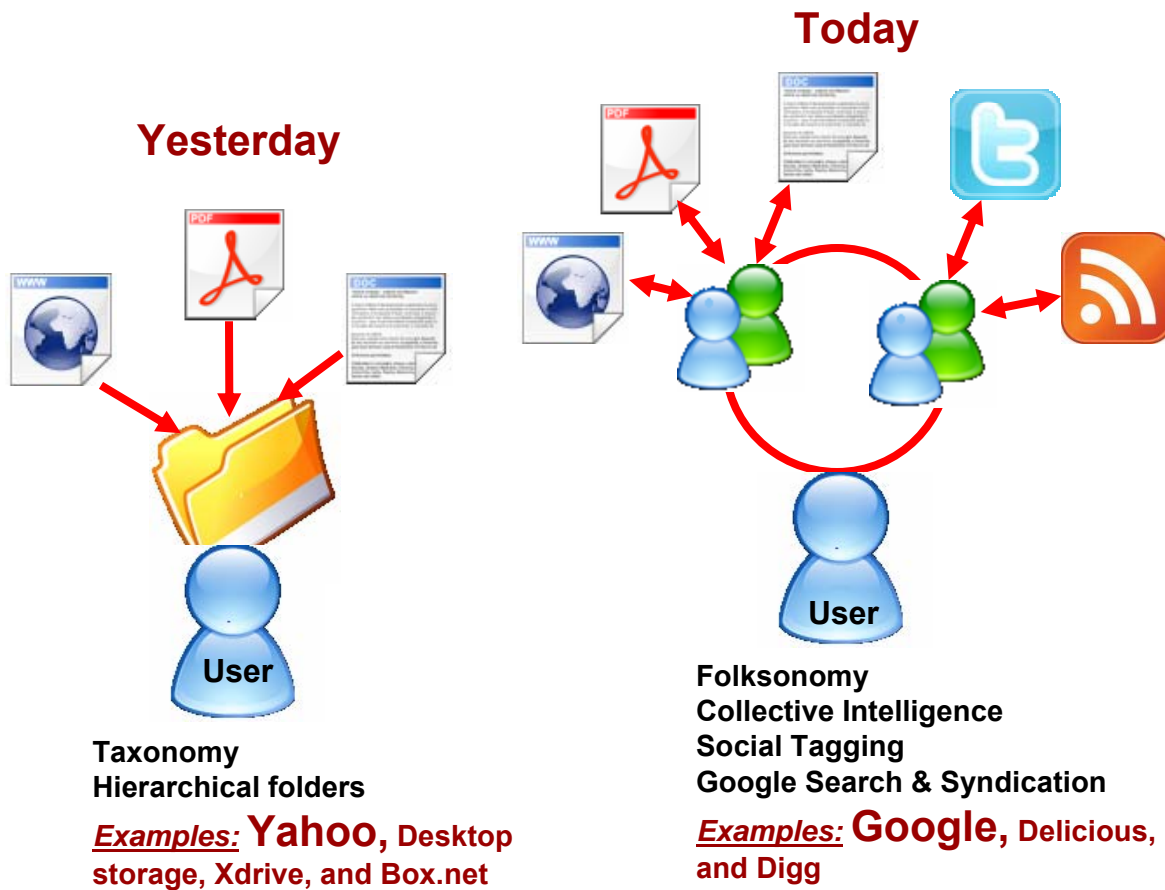 Yesterday
PDF
WWW
DOC
User
Taxonomy
Hierarchical folders
Examples: Yahoo, Desktop
storage, Xdrive, and Box.net
Today
DOC
PDF
WWW
t
User
Folksonomy
Collective Intelligence
Social Tagging
Google Search & Syndication
Examples: Google, Delicious,
and Digg